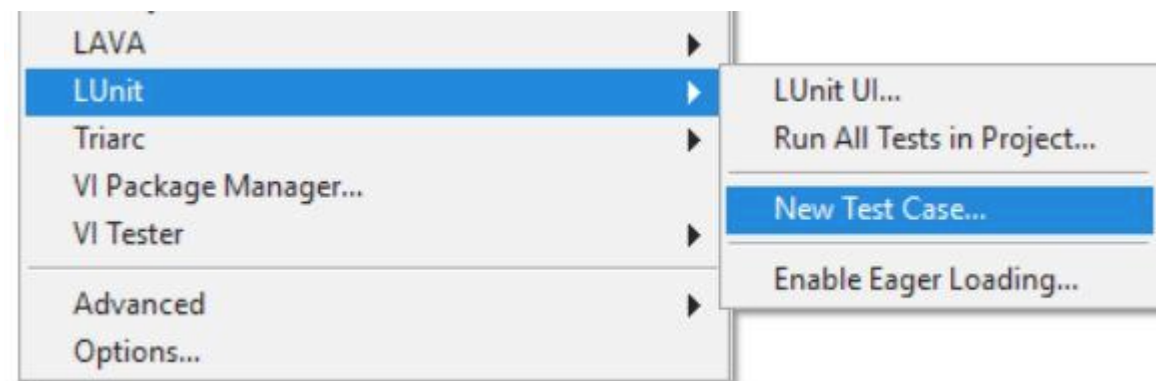 LAVA
LUnit
LUnit UI...
Run All Tests in Project...
Triarc
VI Package Manager...
New Test Case...
VI Tester
Enable Eager Loading...
Advanced
Options...